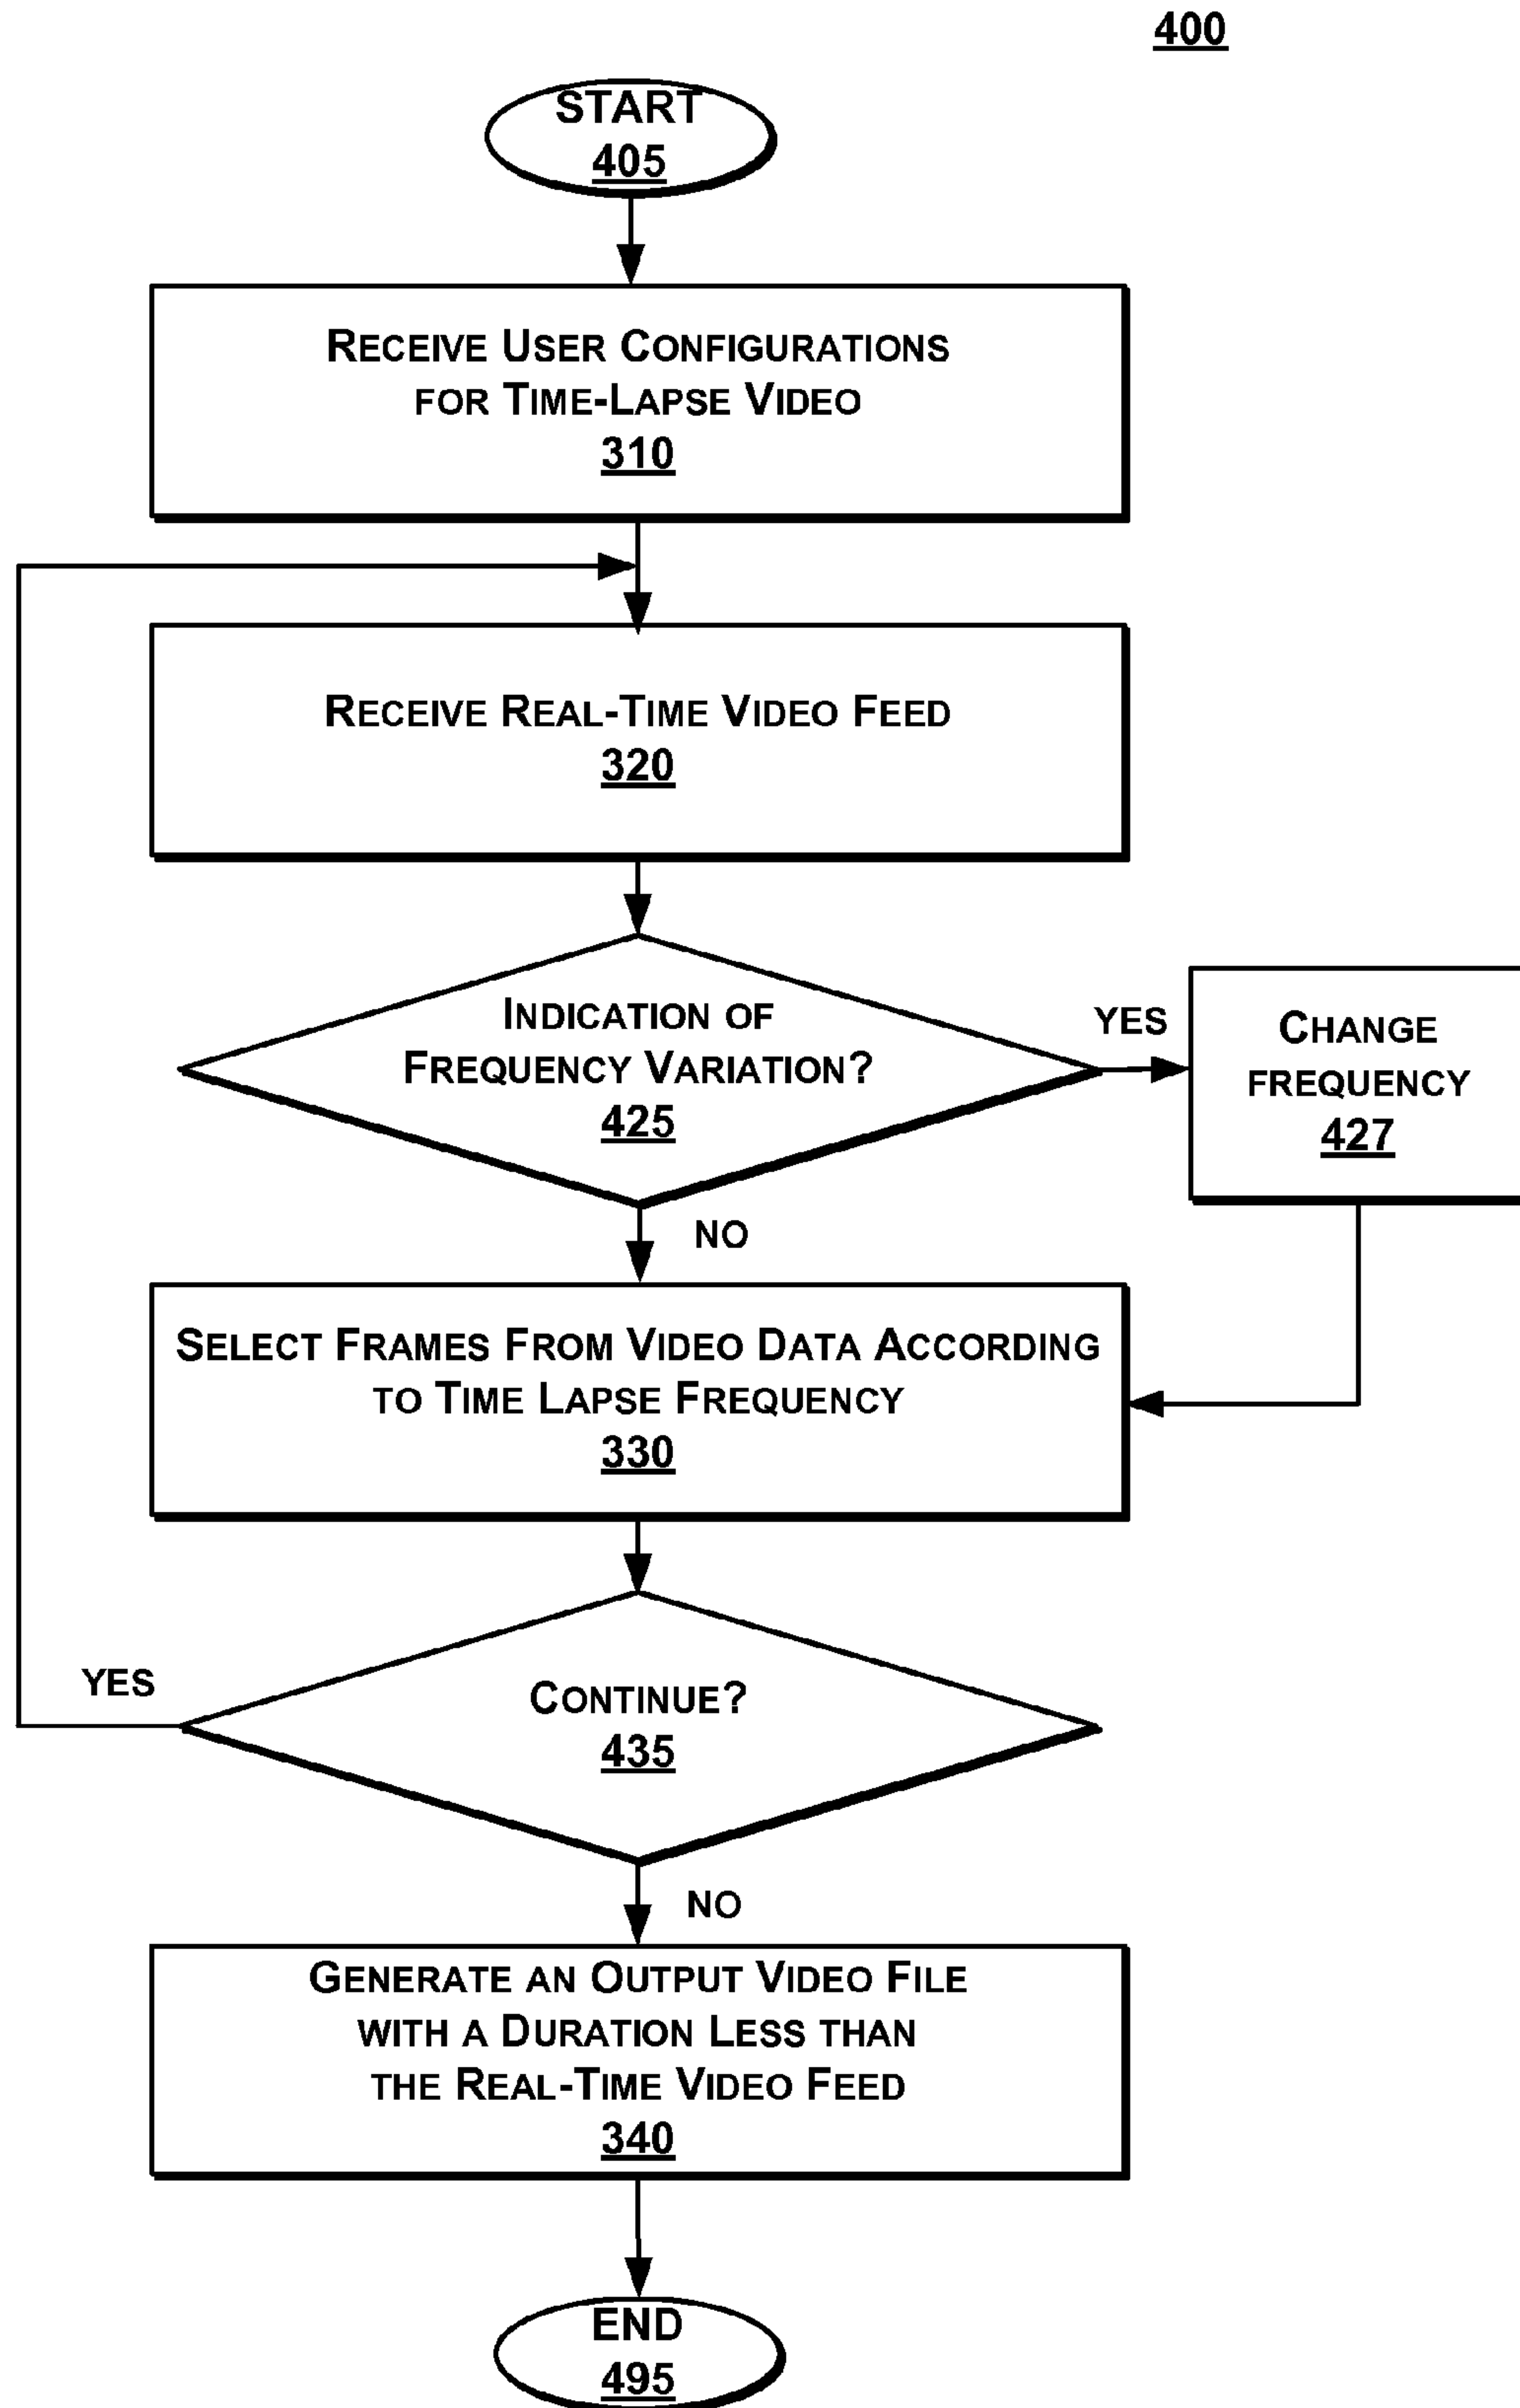 400
START
405
RECEIVE USER CONFIGURATIONS
FOR TIME-LAPSE VIDEO
310
RECEIVE REAL-TIME VIDEO FEED
320
INDICATION OF
FREQUENCY VARIATION?
425
YES
CHANGE
FREQUENCY
427
NO
SELECT FRAMES FROM VIDEO DATA ACCORDING
TO TIME LAPSE FREQUENCY
330
YES
CONTINUE?
435
NO
GENERATE AN OUTPUT VIDEO FILE
WITH A DURATION LESS THAN
THE REAL-TIME VIDEO FEED
340
END
495